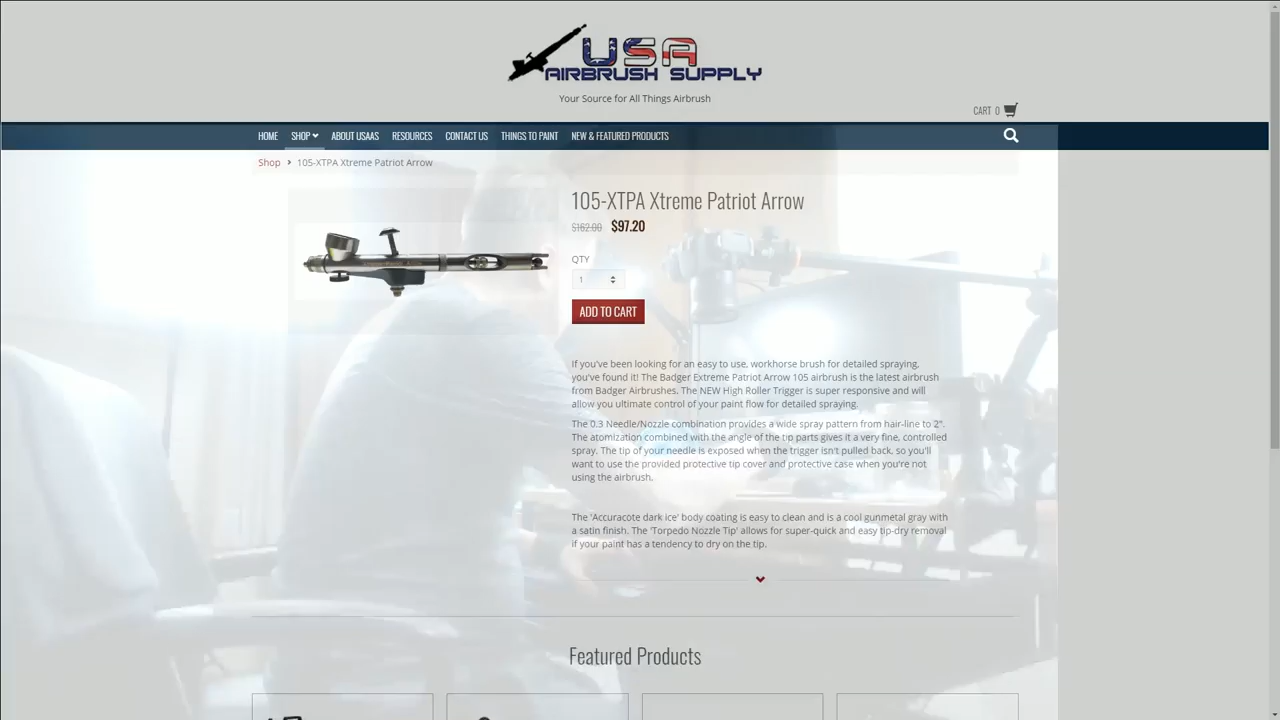 USA
AIRBRUSH SUPPLY
Your Source for All Things Airbrush
CART 0
HOME SHOP ABOUT USAAS RESOURCES CONTACT US THINGS TO PAINT NEW & FEATURED PRODUCTS
Shop > 105-XTPA Xtreme Patriot Arrow
105-XTPA Xtreme Patriot Arrow
$162.00 $97.20
QTY
1
ADD TO CART
If you've been looking for an easy to use, workhorse brush for detailed spraying,
you've found it! The Badger Extreme Patriot Arrow 105 airbrush is the latest airbrush
from Badger Airbrushes. The NEW High Roller Trigger is super responsive and will
allow you ultimate control of your paint flow for detailed spraying.
The 0.3 Needle/Nozzle combination provides a wide spray pattern from hair-line to 2".
The atomization combined with the angle of the tip parts gives it a very fine, controlled
spray. The tip of your needle is exposed when the trigger isn't pulled back, so you'll
want to use the provided protective tip cover and protective case when you're not
using the airbrush.
The 'Accuracote dark ice' body coating is easy to clean and is a cool gunmetal gray with
a satin finish. The 'Torpedo Nozzle Tip' allows for super-quick and easy tip-dry removal
if your paint has a tendency to dry on the tip.
Featured Products